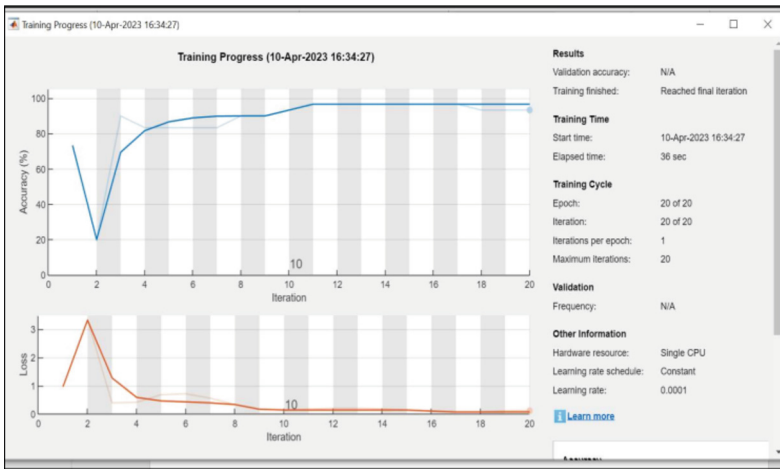 Training Progress (10-Apr-2023 16:34:27)
Training Progress (10-Apr-2023 16:34:27)
100
80
60
40
20
0
Accuracy (%)
10
0 2 4 6 8 10 12 14 16 18 20
Iteration
3
2
1
0
Loss
10
0 2 4 6 8 10 12 14 16 18 20
Iteration
Results
Validation accuracy: N/A
Training finished: Reached final iteration
Training Time
Start time: 10-Apr-2023 16:34:27
Elapsed time: 36 sec
Training Cycle
Epoch: 20 of 20
Iteration: 20 of 20
Iterations per epoch: 1
Maximum iterations: 20
Validation
Frequency: N/A
Other Information
Hardware resource: Single CPU
Learning rate schedule: Constant
Learning rate: 0.0001
Learn more